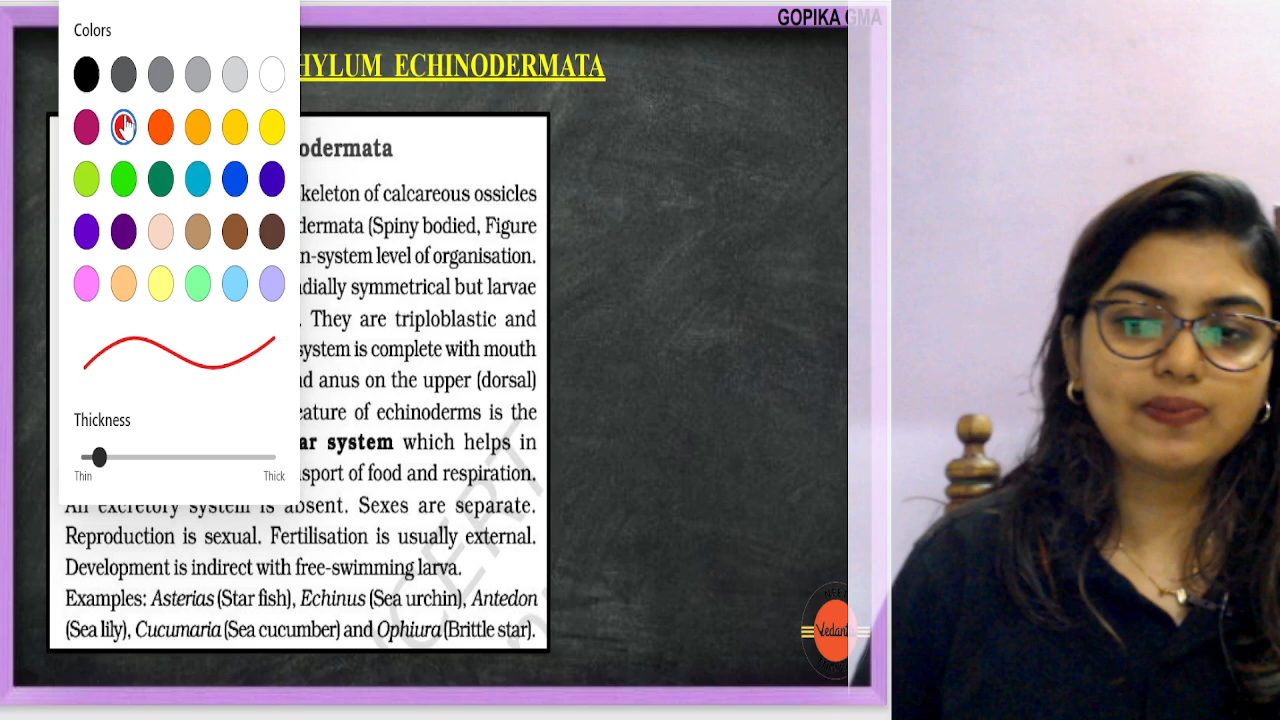 GOPIKA GMA
Colors
HYLUM ECHINODERMATA
odermata
keleton of calcareous ossicles
dermata (Spiny bodied, Figure
n-system level of organisation.
dially symmetrical but larvae
. They are triploblastic and
system is complete with mouth
d anus on the upper (dorsal)
eature of echinoderms is the
ar system which helps in
sport of food and respiration.
Thickness
Thin
Thick
An excretory system is absent. Sexes are separate.
Reproduction is sexual. Fertilisation is usually external.
Development is indirect with free-swimming larva.
Examples: Asterias (Star fish), Echinus (Sea urchin), Antedon
(Sea lily), Cucumaria (Sea cucumber) and Ophiura (Brittle star).
Vedant